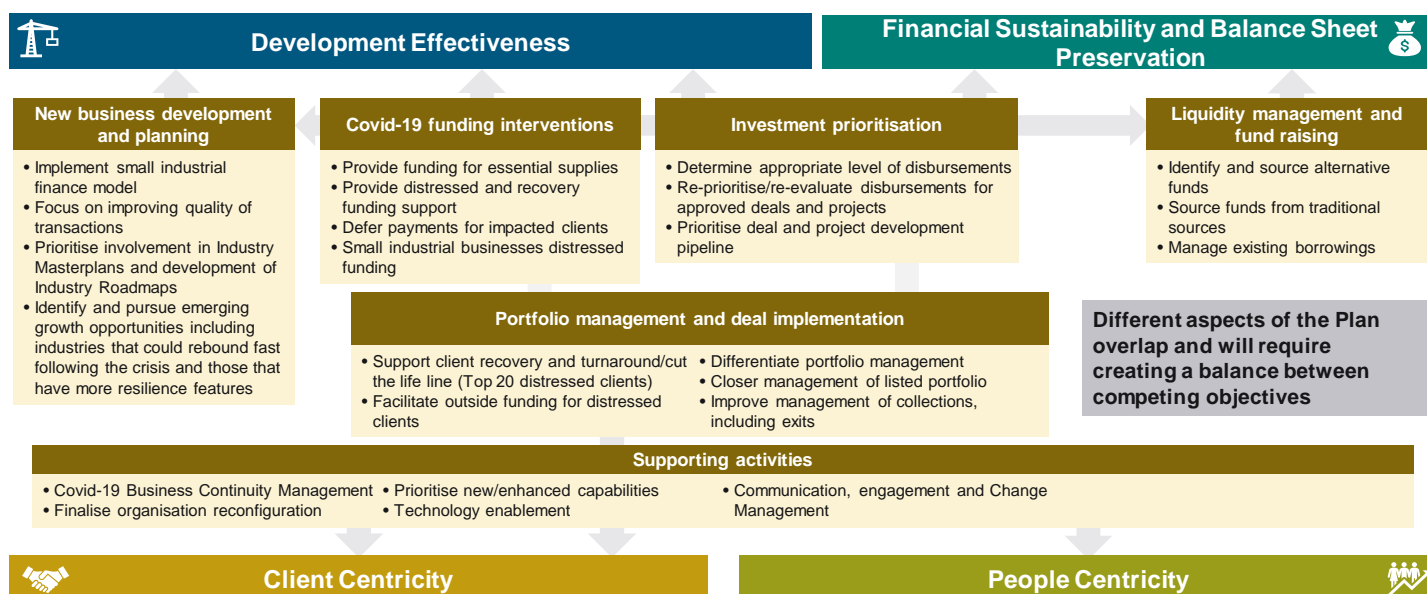 Development Effectiveness
Financial Sustainability and Balance Sheet
Preservation
New business development
and planning
• Implement small industrial
finance model
• Focus on improving quality of
transactions
• Prioritise involvement in Industry
Masterplans and development of
Industry Roadmaps
• Identify and pursue emerging
growth opportunities including
industries that could rebound fast
following the crisis and those that
have more resilience features
Covid-19 funding interventions
• Provide funding for essential supplies
• Provide distressed and recovery
funding support
• Defer payments for impacted clients
• Small industrial businesses distressed
funding
Investment prioritisation
• Determine appropriate level of disbursements
• Re-prioritise/re-evaluate disbursements for
approved deals and projects
• Prioritise deal and project development
pipeline
Liquidity management and
fund raising
• Identify and source alternative
funds
• Source funds from traditional
sources
• Manage existing borrowings
Portfolio management and deal implementation
• Support client recovery and turnaround/cut
the life line (Top 20 distressed clients)
• Facilitate outside funding for distressed
clients
• Differentiate portfolio management
• Closer management of listed portfolio
• Improve management of collections,
including exits
Different aspects of the Plan
overlap and will require
creating a balance between
competing objectives
Supporting activities
• Covid-19 Business Continuity Management
• Finalise organisation reconfiguration
• Prioritise new/enhanced capabilities
• Technology enablement
• Communication, engagement and Change
Management
Client Centricity
People Centricity